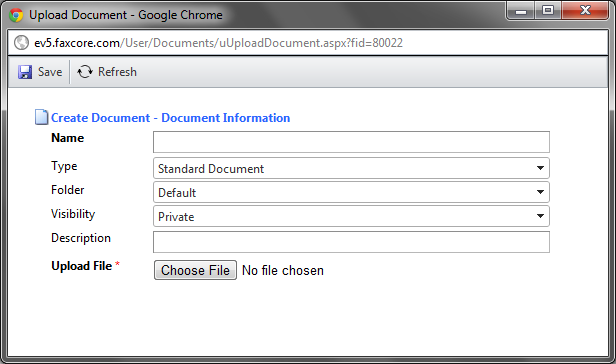 Upload Document - Google Chrome
ev5.faxcore.com/User/Documents/uUploadDocument.aspx?fid=80022
Save Refresh
Create Document - Document Information
Name
Type Standard Document
Folder Default
Visibility Private
Description
Upload File * Choose File No file chosen